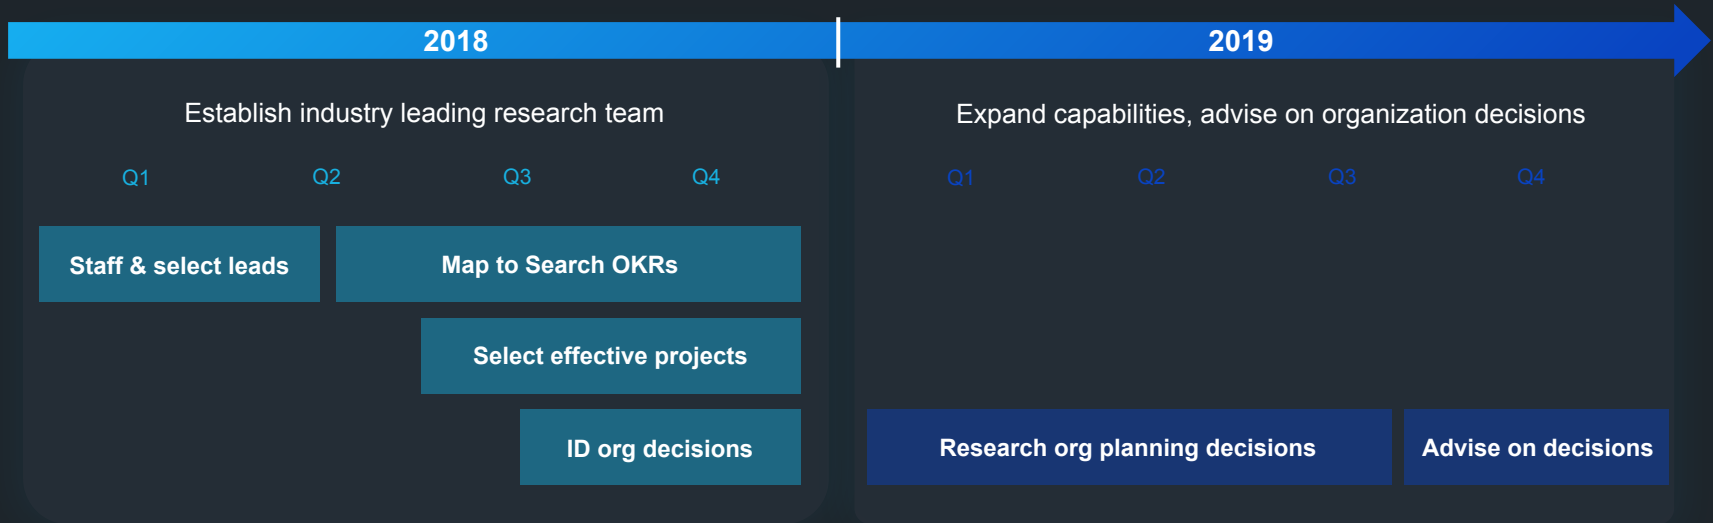 2018
2019
Establish industry leading research team
Expand capabilities, advise on organization decisions
Q1 Q2 Q3 Q4
Q1 Q2 Q3 Q4
Staff & select leads
Map to Search OKRs
Select effective projects
ID org decisions
Research org planning decisions
Advise on decisions